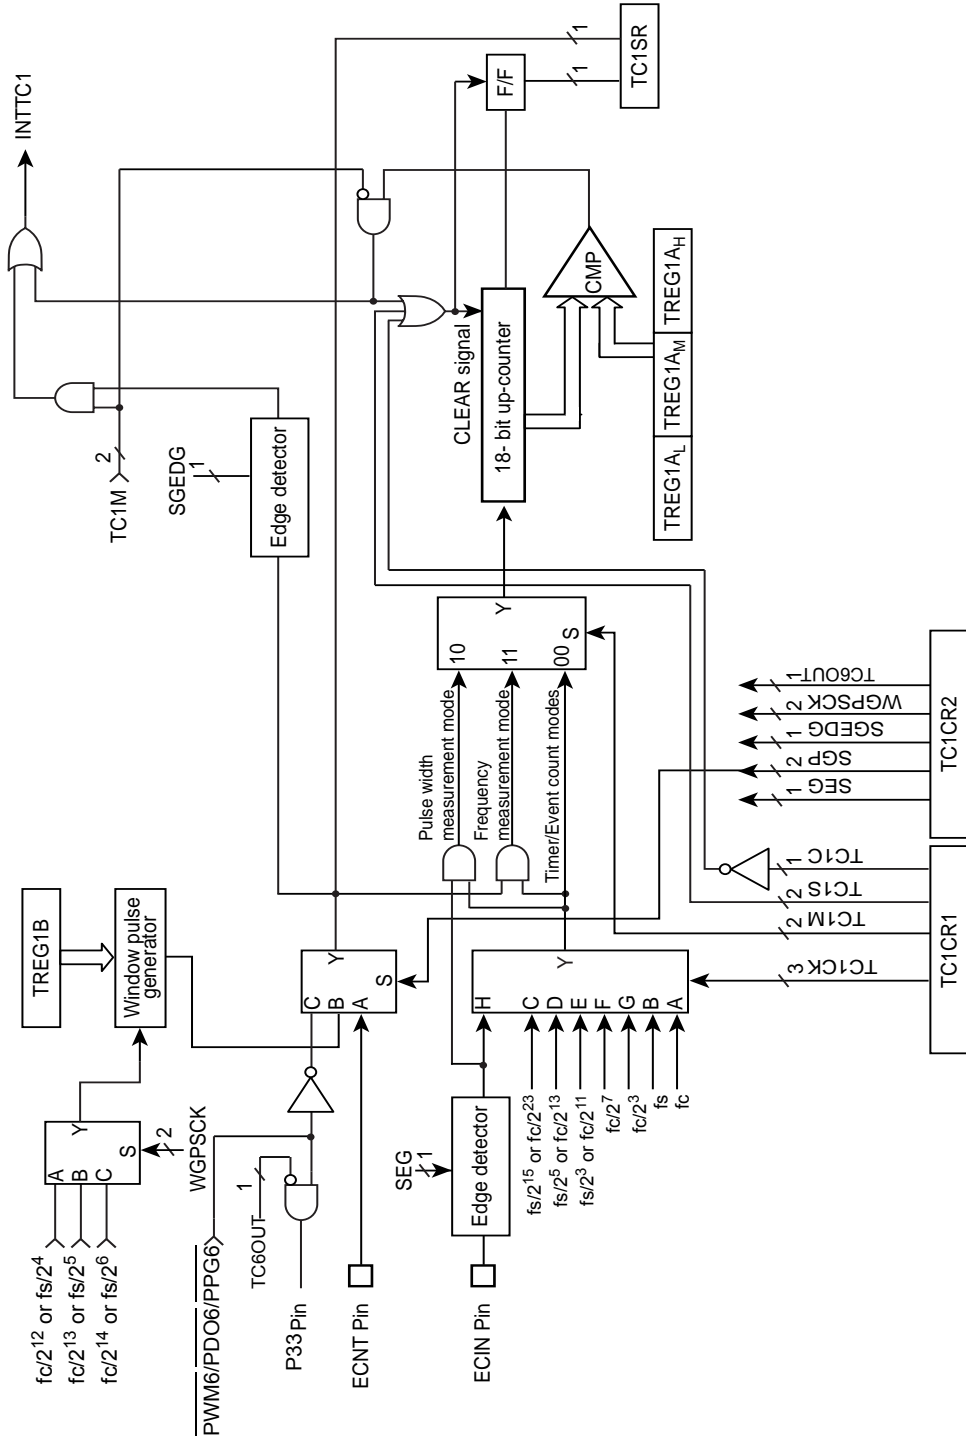 fc/2^12 or fs/2^4
fc/2^13 or fs/2^5
fc/2^14 or fs/2^6
A
B
C
Y
S
2
WGPSCK
TREG1B
Window pulse
generator
PWM6/PDO6/PPG6
TC6OUT
1
P33 Pin
ECNT Pin
C
B
A
Y
S
ECIN Pin
SEG
1
Edge detector
fs/2^15 or fc/2^23
fs/2^5 or fc/2^13
fs/2^3 or fc/2^11
fc/2^7
fc/2^3
fs
fc
H
C
D
E
F
G
B
A
Y
Pulse width
measurement mode
Frequency
measurement mode
Timer/Event count modes
10
11
00
Y
S
TC1M
2
SGEDG
1
Edge detector
INTTC1
CLEAR signal
18- bit up-counter
CMP
TREG1A_L
TREG1A_M
TREG1A_H
F/F
1
1
TC1SR
3
TC1CK
2
TC1M
2
TC1S
1
TC1C
TC1CR1
1
SEG
2
SGP
1
SGEDG
2
WGPSCK
1
TC6OUT
TC1CR2